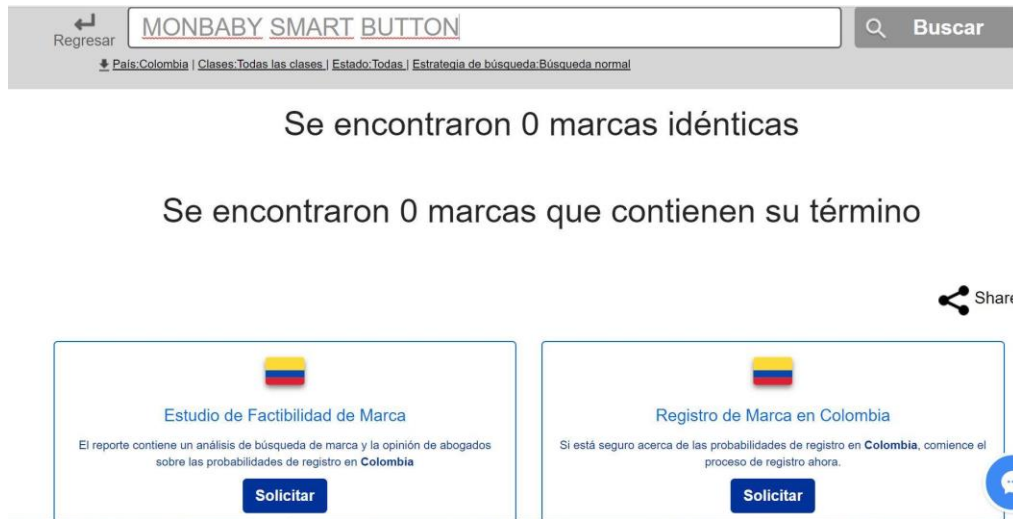 Regresar
MONBABY SMART BUTTON
Buscar
País:Colombia | Clases:Todas las clases | Estado:Todas | Estrategia de búsqueda:Búsqueda normal
Se encontraron 0 marcas idénticas
Se encontraron 0 marcas que contienen su término
Share
Estudio de Factibilidad de Marca
El reporte contiene un análisis de búsqueda de marca y la opinión de abogados
sobre las probabilidades de registro en Colombia
Solicitar
Registro de Marca en Colombia
Si está seguro acerca de las probabilidades de registro en Colombia, comience el
proceso de registro ahora.
Solicitar